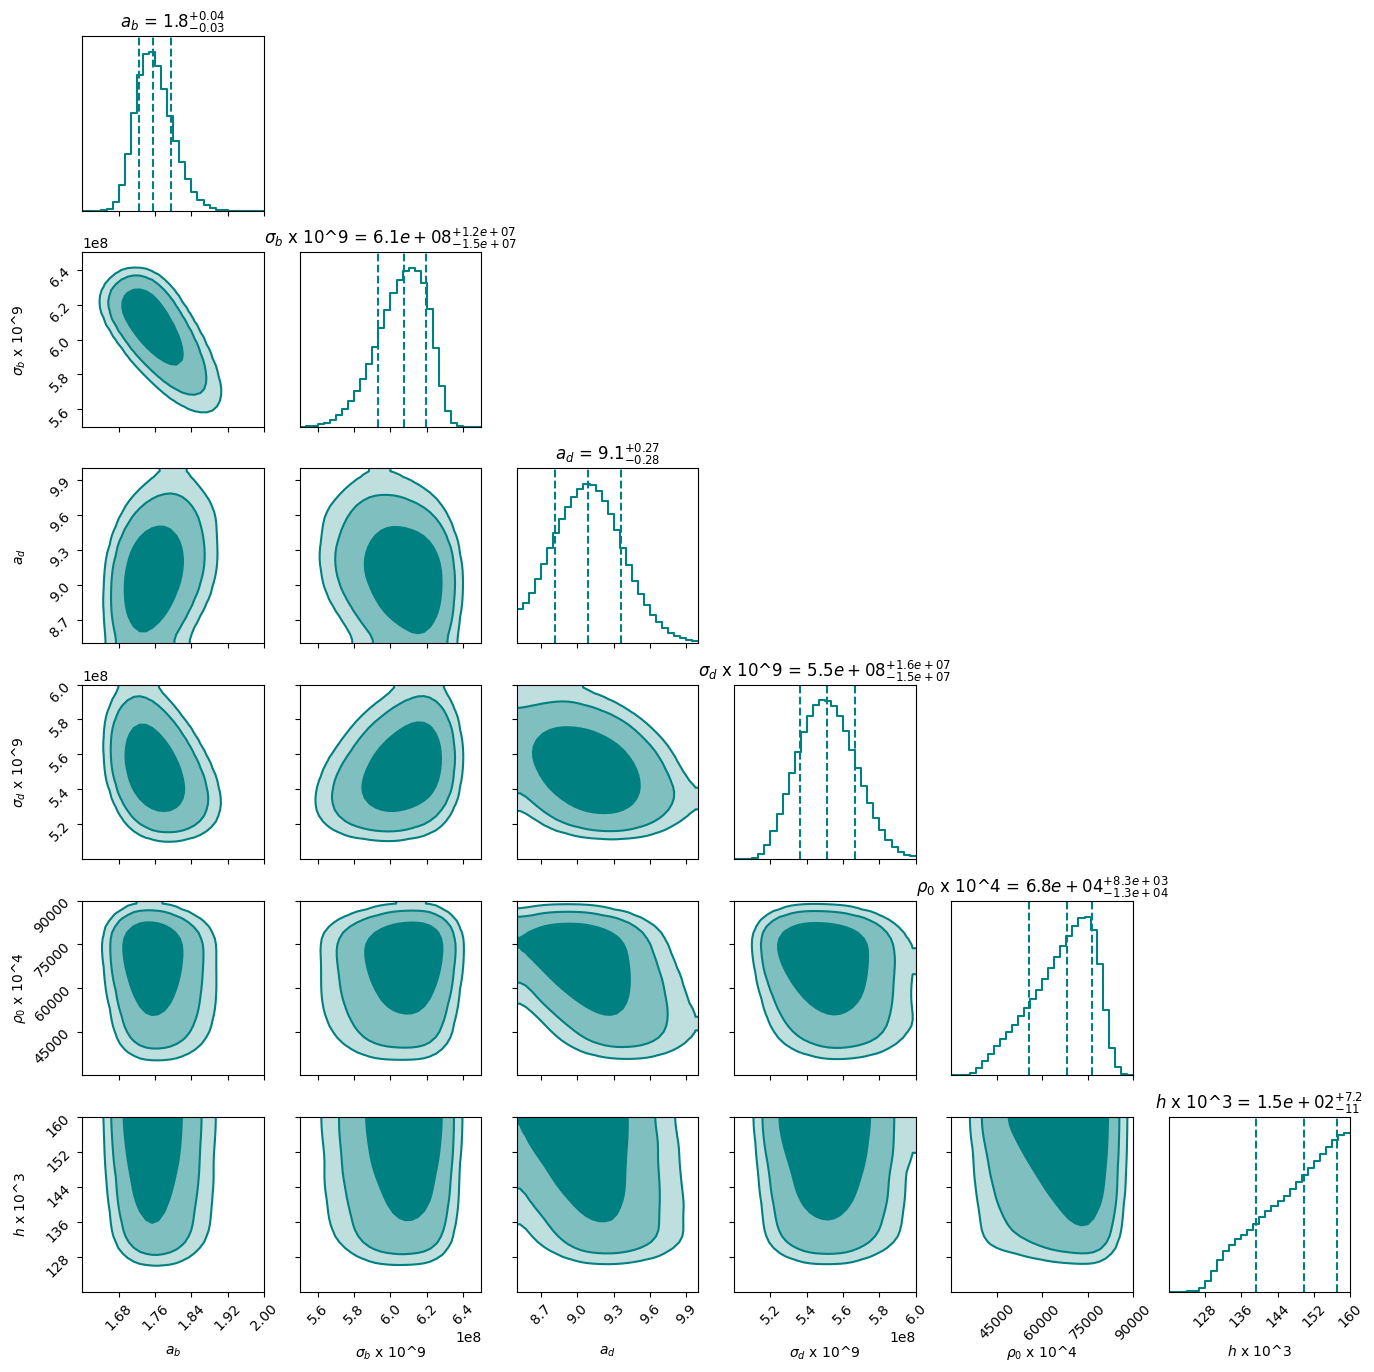 a_b = 1.8^{+0.04}_{-0.03}
1e8
σ_b x 10^9 = 6.1e + 08^{+1.2e+07}_{-1.5e+07}
6.4
6.2
6.0
5.8
5.6
σ_b x 10^9
a_d = 9.1^{+0.27}_{-0.28}
9.9
9.6
9.3
9.0
8.7
a_d
1e8
σ_d x 10^9 = 5.5e + 08^{+1.6e+07}_{-1.5e+07}
6.0
5.8
5.6
5.4
5.2
σ_d x 10^9
ρ_0 x 10^4 = 6.8e + 04^{+8.3e+03}_{-1.3e+04}
90000
75000
60000
45000
ρ_0 x 10^4
h x 10^3 = 1.5e + 02^{+7.2}_{-11}
160
152
144
136
128
h x 10^3
1.68 1.76 1.84 1.92 2.00
5.6 5.8 6.0 6.2 6.4
8.7 9.0 9.3 9.6 9.9
5.2 5.4 5.6 5.8 6.0
45000 60000 75000 90000
128 136 144 152 160
1e8
1e8
a_b
σ_b x 10^9
a_d
σ_d x 10^9
ρ_0 x 10^4
h x 10^3